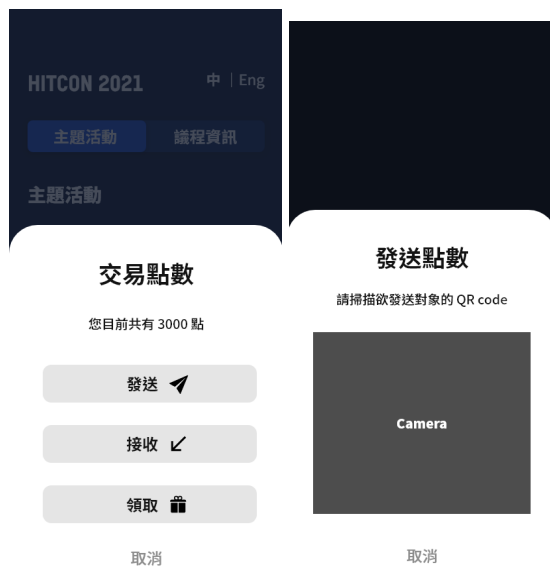 HITCON 2021
中 | Eng
主題活動
議程資訊
主題活動
交易點數
您目前共有 3000 點
發送
接收
領取
取消
發送點數
請掃描欲發送對象的 QR code
Camera
取消